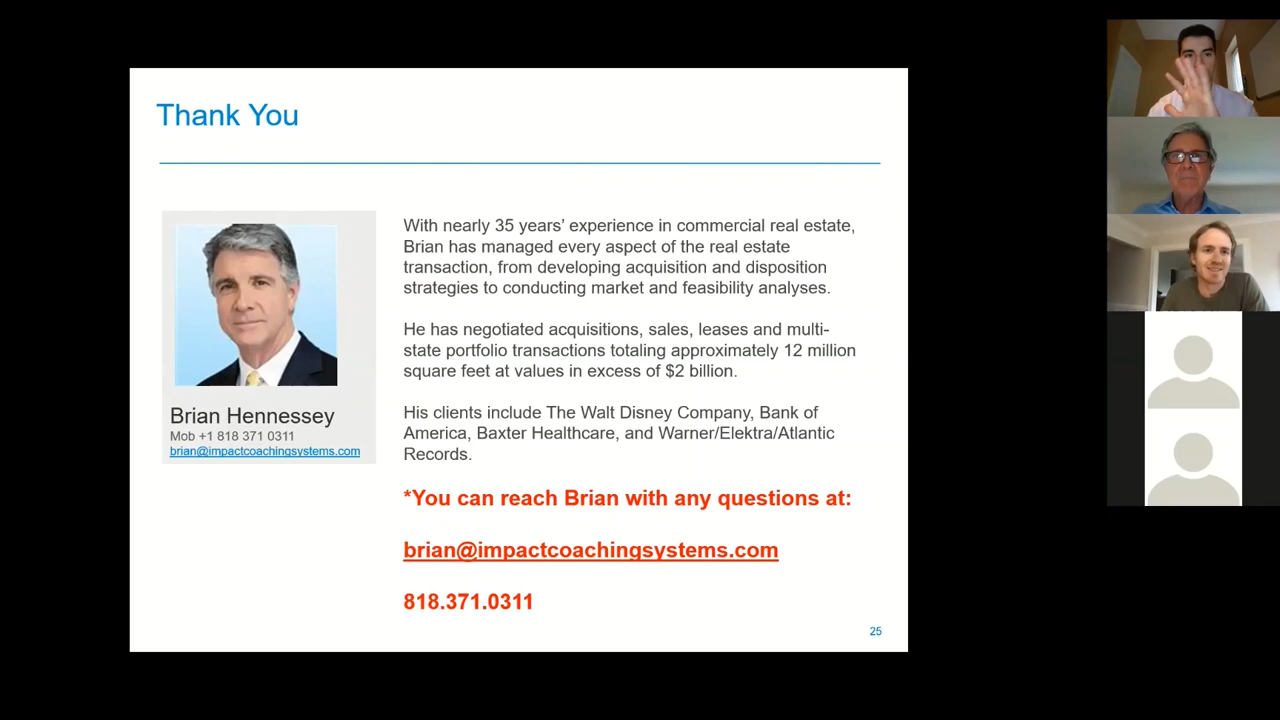 Thank You
Brian Hennessey
Mob +1 818 371 0311
brian@impactcoachingsystems.com
With nearly 35 years’ experience in commercial real estate,
Brian has managed every aspect of the real estate
transaction, from developing acquisition and disposition
strategies to conducting market and feasibility analyses.
He has negotiated acquisitions, sales, leases and multi-
state portfolio transactions totaling approximately 12 million
square feet at values in excess of $2 billion.
His clients include The Walt Disney Company, Bank of
America, Baxter Healthcare, and Warner/Elektra/Atlantic
Records.
*You can reach Brian with any questions at:
brian@impactcoachingsystems.com
818.371.0311
25